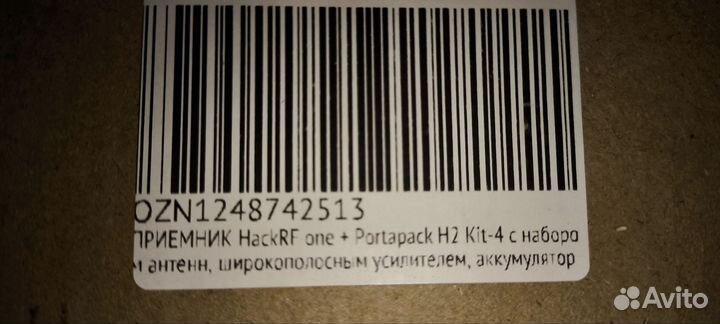 OZN1248742513
ПРИЕМНИК HackRF one + Portapack H2 Kit-4 с наборо
м антенн, широкополосным усилителем, аккумулятор
Avito